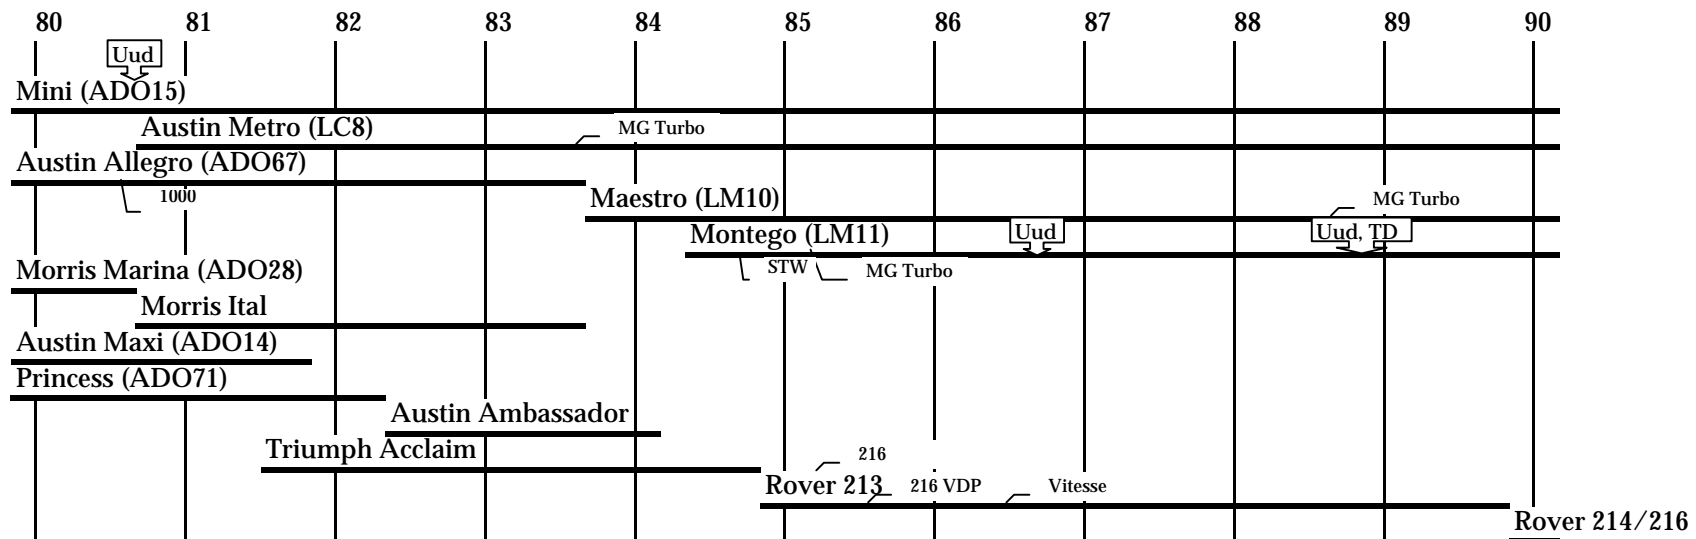 80 81 82 83 84 85 86 87 88 89 90
Uud
Mini (ADO15)
Austin Metro (LC8) MG Turbo
Austin Allegro (ADO67)
1000 Maestro (LM10) MG Turbo
Montego (LM11) Uud Uud, TD
Morris Marina (ADO28) STW MG Turbo
Morris Ital
Austin Maxi (ADO14)
Princess (ADO71)
Austin Ambassador
Triumph Acclaim 216
Rover 213 216 VDP Vitesse
Rover 214/216